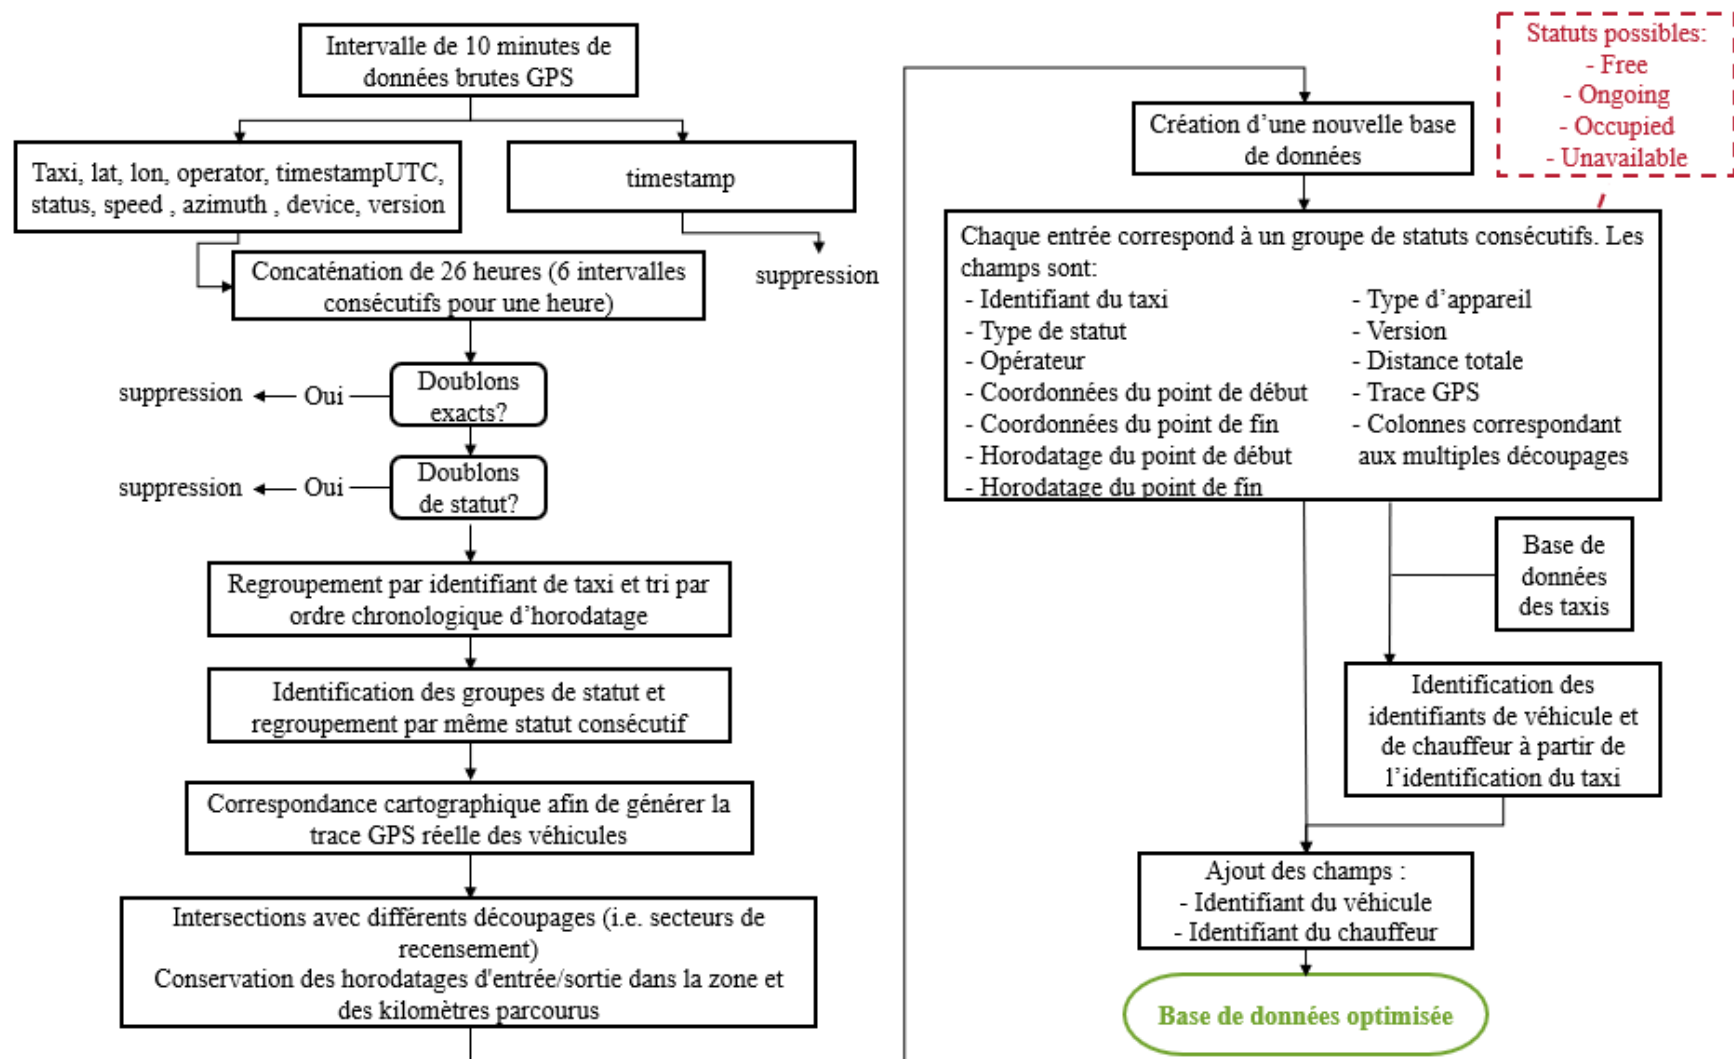 Intervalle de 10 minutes de
données brutes GPS
Taxi, lat, lon, operator, timestampUTC,
status, speed , azimuth , device, version
timestamp
suppression
Concaténation de 26 heures (6 intervalles
consécutifs pour une heure)
Doublons
exacts?
Oui
suppression
Doublons
de statut?
Oui
suppression
Regroupement par identifiant de taxi et tri par
ordre chronologique d’horodatage
Identification des groupes de statut et
regroupement par même statut consécutif
Correspondance cartographique afin de générer la
trace GPS réelle des véhicules
Intersections avec différents découpages (i.e. secteurs de
recensement)
Conservation des horodatages d'entrée/sortie dans la zone et
des kilomètres parcourus
Création d’une nouvelle base
de données
Statuts possibles:
- Free
- Ongoing
- Occupied
- Unavailable
Chaque entrée correspond à un groupe de statuts consécutifs. Les
champs sont:
- Identifiant du taxi
- Type de statut
- Opérateur
- Coordonnées du point de début
- Coordonnées du point de fin
- Horodatage du point de début
- Horodatage du point de fin
- Type d’appareil
- Version
- Distance totale
- Trace GPS
- Colonnes correspondant
aux multiples découpages
Base de
données
des taxis
Identification des
identifiants de véhicule et
de chauffeur à partir de
l’identification du taxi
Ajout des champs :
- Identifiant du véhicule
- Identifiant du chauffeur
Base de données optimisée